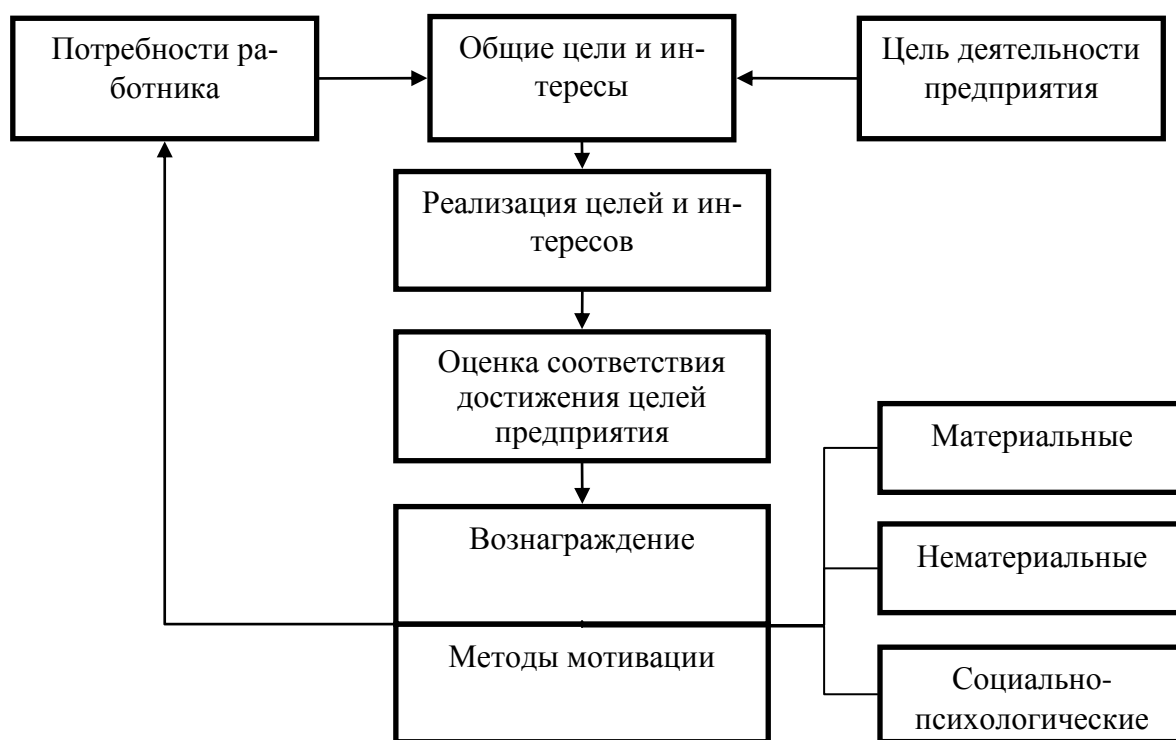 Потребности ра-
ботника
Общие цели и ин-
тересы
Цель деятельности
предприятия
Реализация целей и ин-
тересов
Оценка соответствия
достижения целей
предприятия
Вознаграждение
Методы мотивации
Материальные
Нематериальные
Социально-
психологические